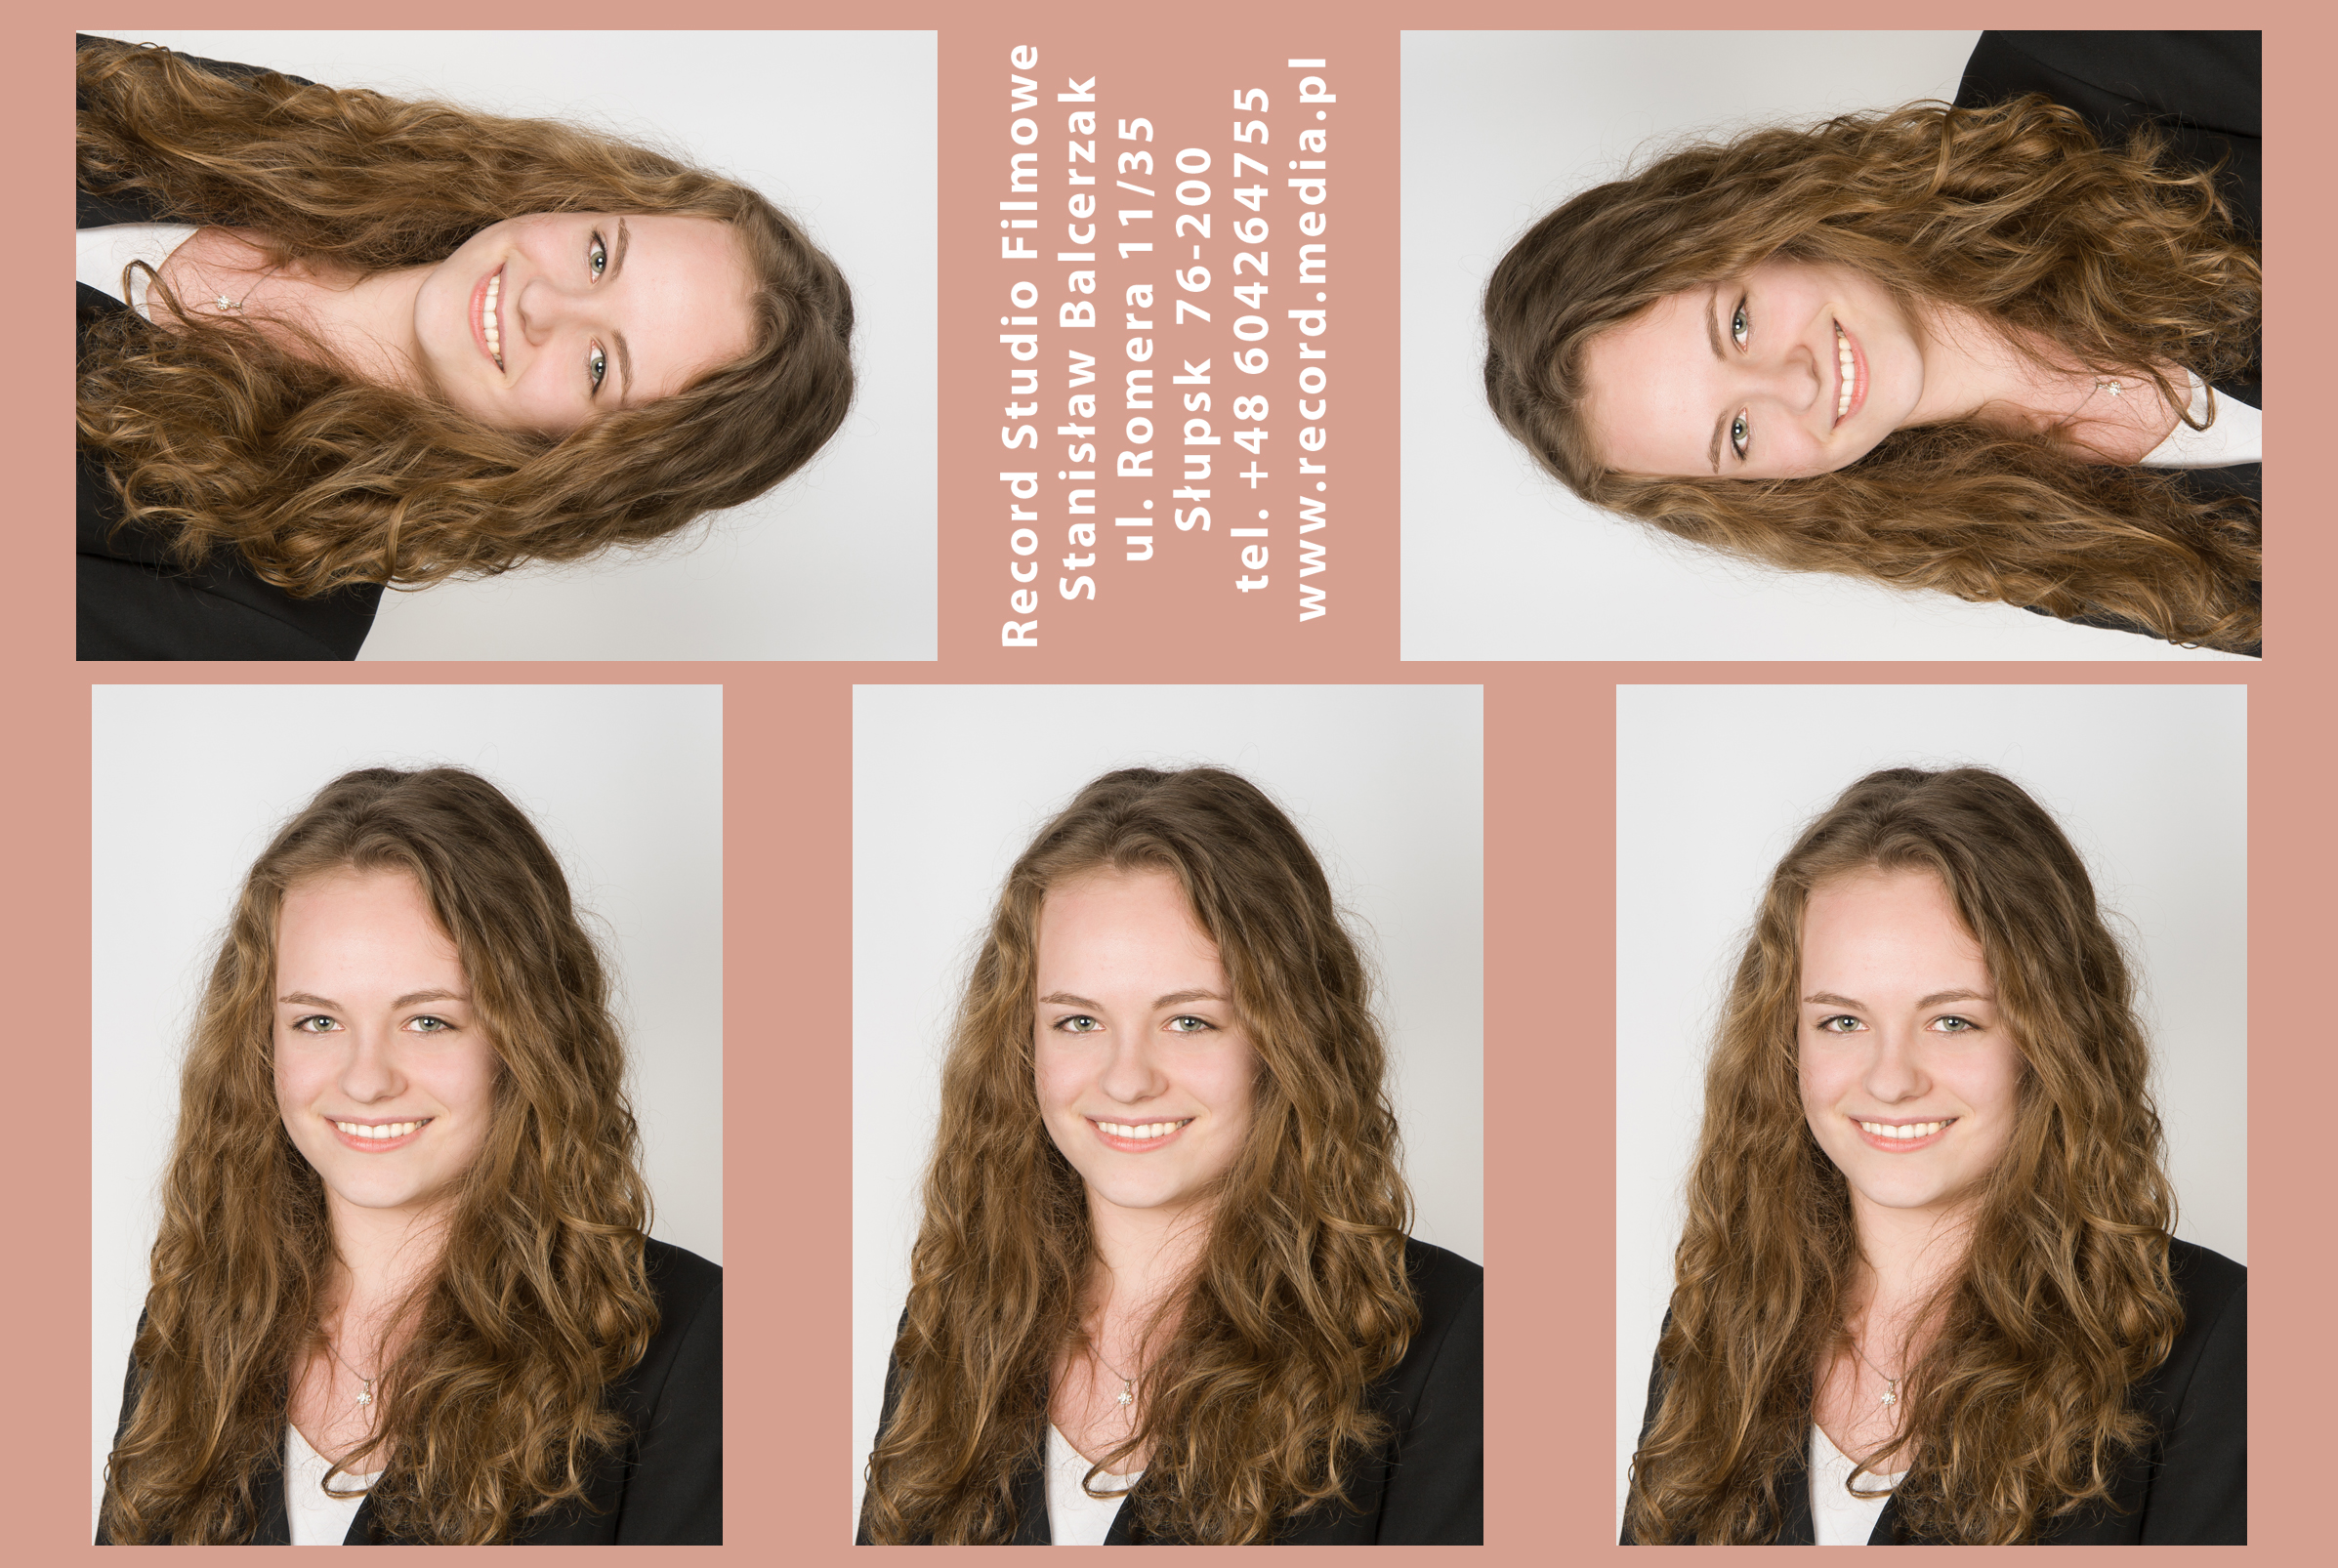 Record Studio Filmowe
Stanisław Balcerzak
ul. Romera 11/35
Słupsk 76-200
tel. +48 604264755
www.record.media.pl